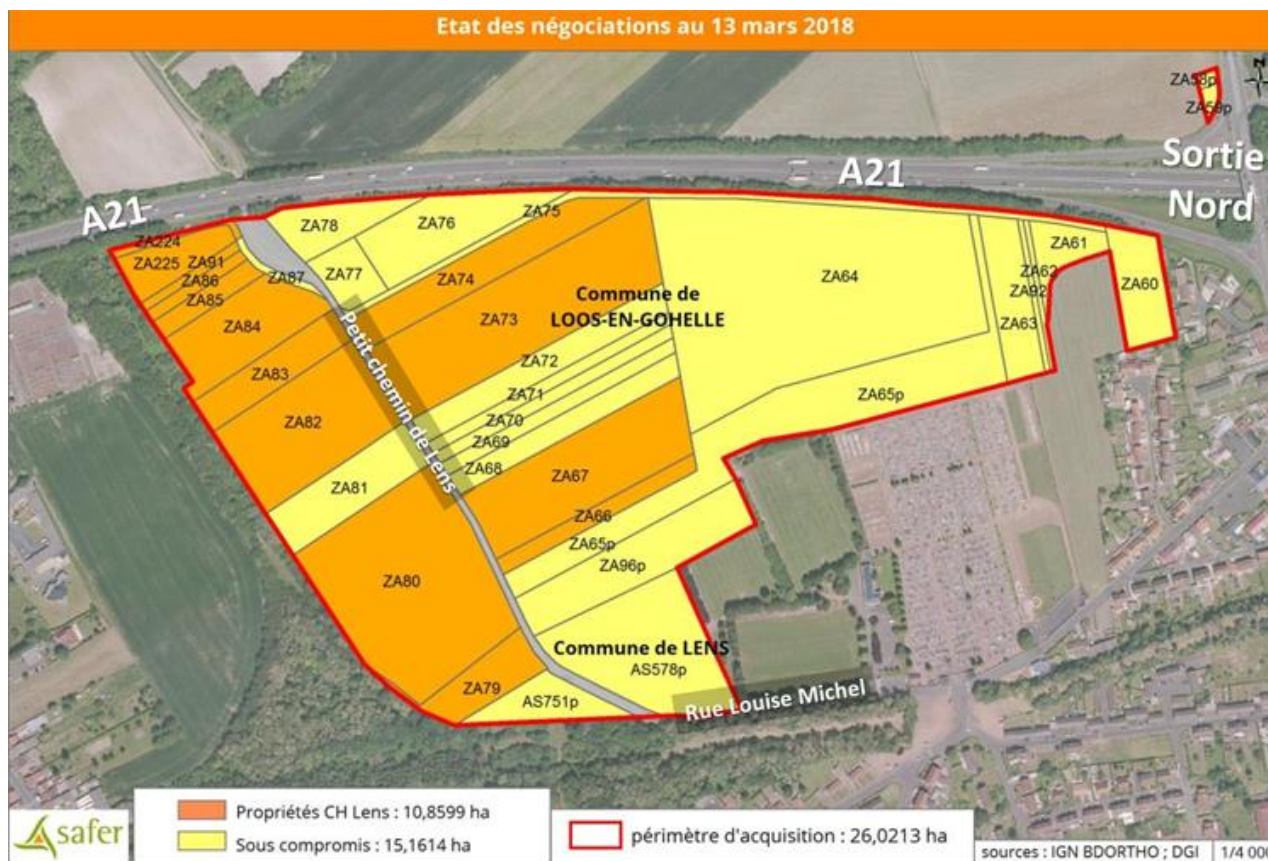 Etat des négociations au 13 mars 2018
ZA58p
ZA59p
Sortie
Nord
A21
A21
ZA78
ZA76
ZA75
ZA224
ZA225
ZA91
ZA86
ZA85
ZA87
ZA77
ZA74
ZA84
ZA73
Commune de
LOOS-EN-GOHELLE
ZA64
ZA61
ZA62
ZA92
ZA60
ZA63
Petit chemin de Lens
ZA72
ZA83
ZA71
ZA82
ZA70
ZA69
ZA68
ZA65p
ZA81
ZA67
ZA66
ZA65p
ZA96p
ZA80
Commune de LENS
AS578p
ZA79
AS751p
Rue Louise Michel
safer
Propriétés CH Lens : 10,8599 ha
Sous compromis : 15,1614 ha
périmètre d'acquisition : 26,0213 ha
sources : IGN BDORTHO ; DGI
1/4 000